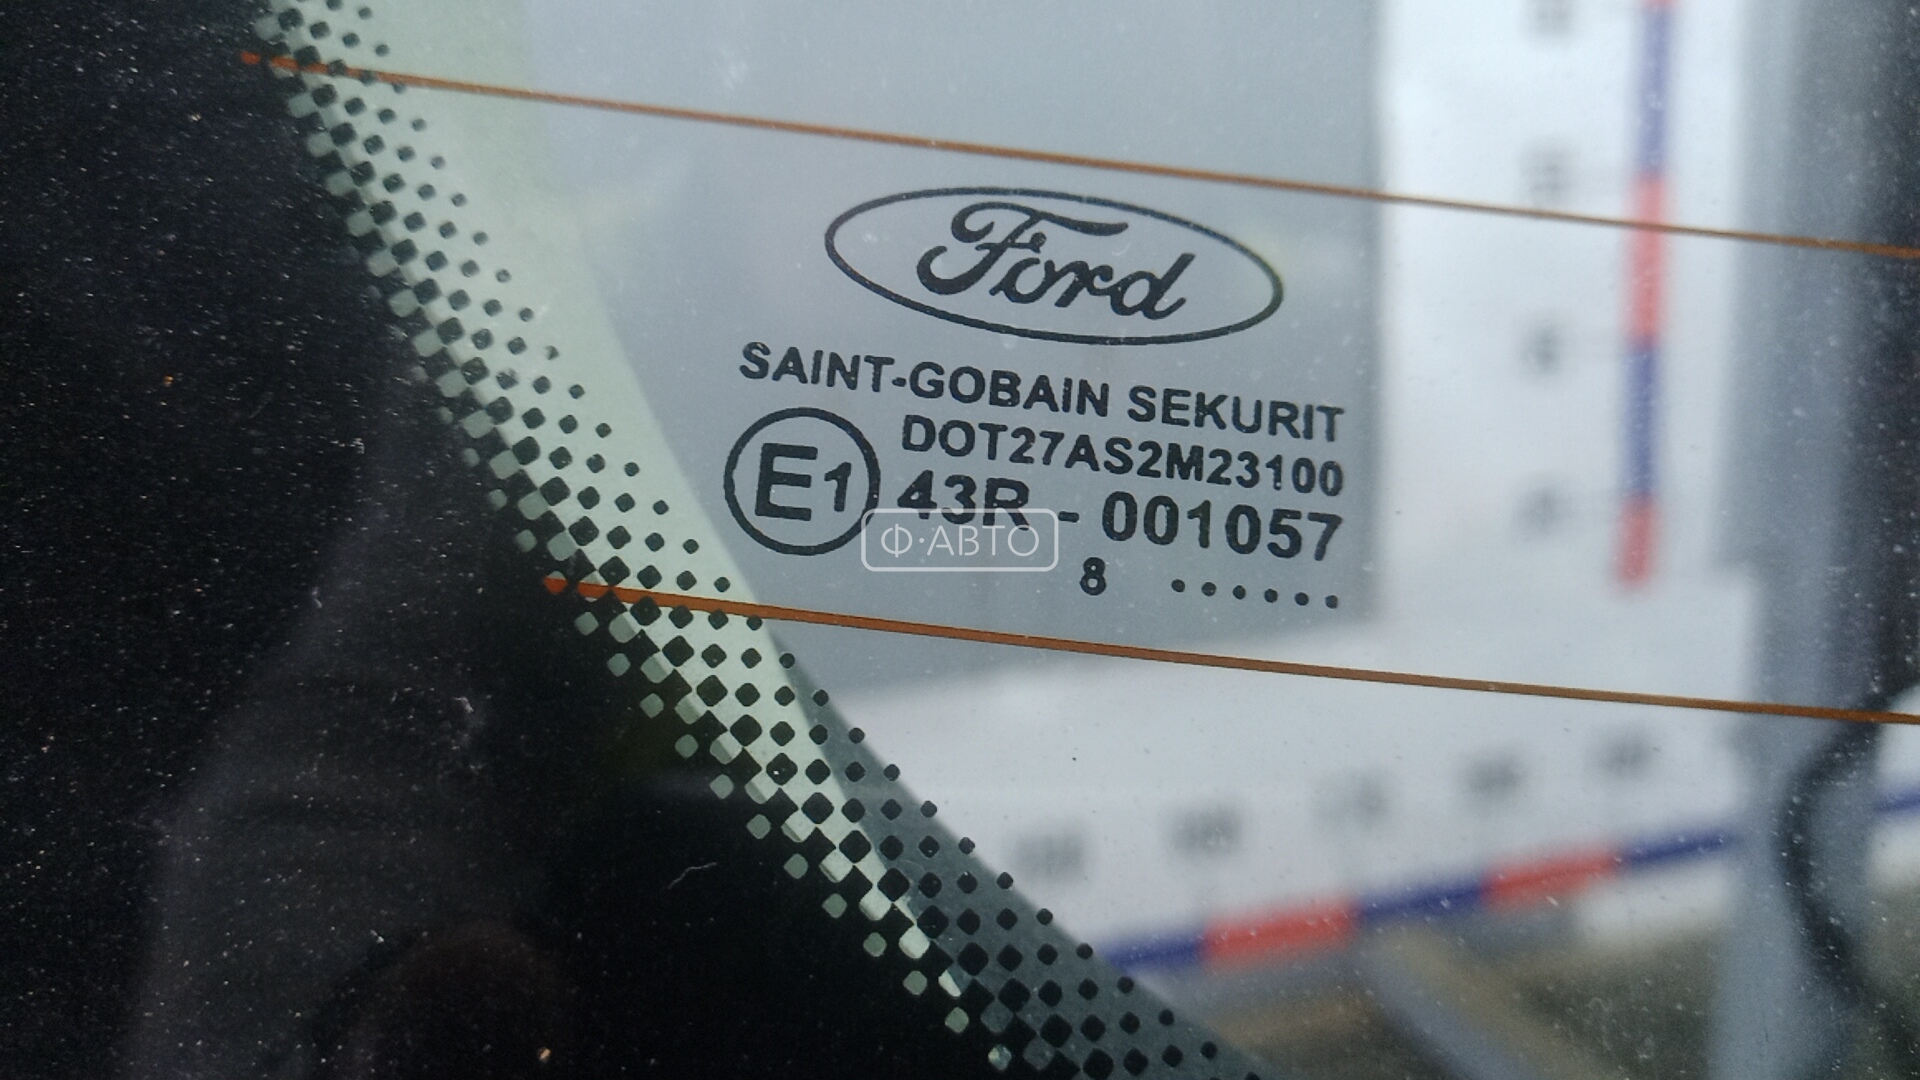 Ford
SAINT-GOBAIN SEKURIT
DOT27AS2M23100
E1 43R - 001057
Ф·АВТО
8 ······